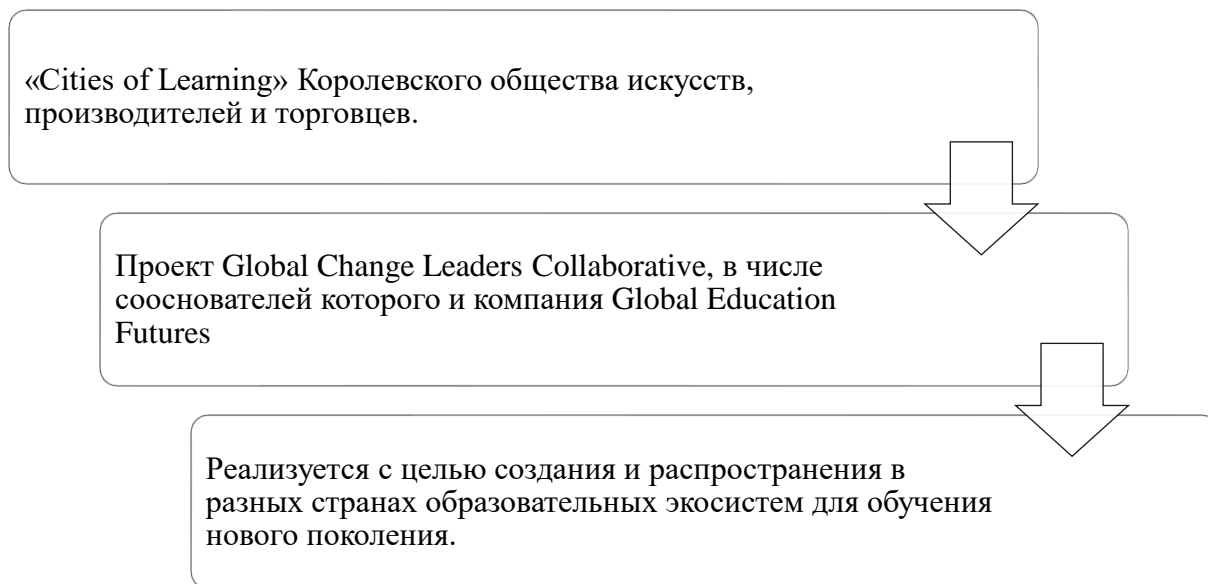 «Cities of Learning» Королевского общества искусств,
производителей и торговцев.
Проект Global Change Leaders Collaborative, в числе
сооснователей которого и компания Global Education
Futures
Реализуется с целью создания и распространения в
разных странах образовательных экосистем для обучения
нового поколения.